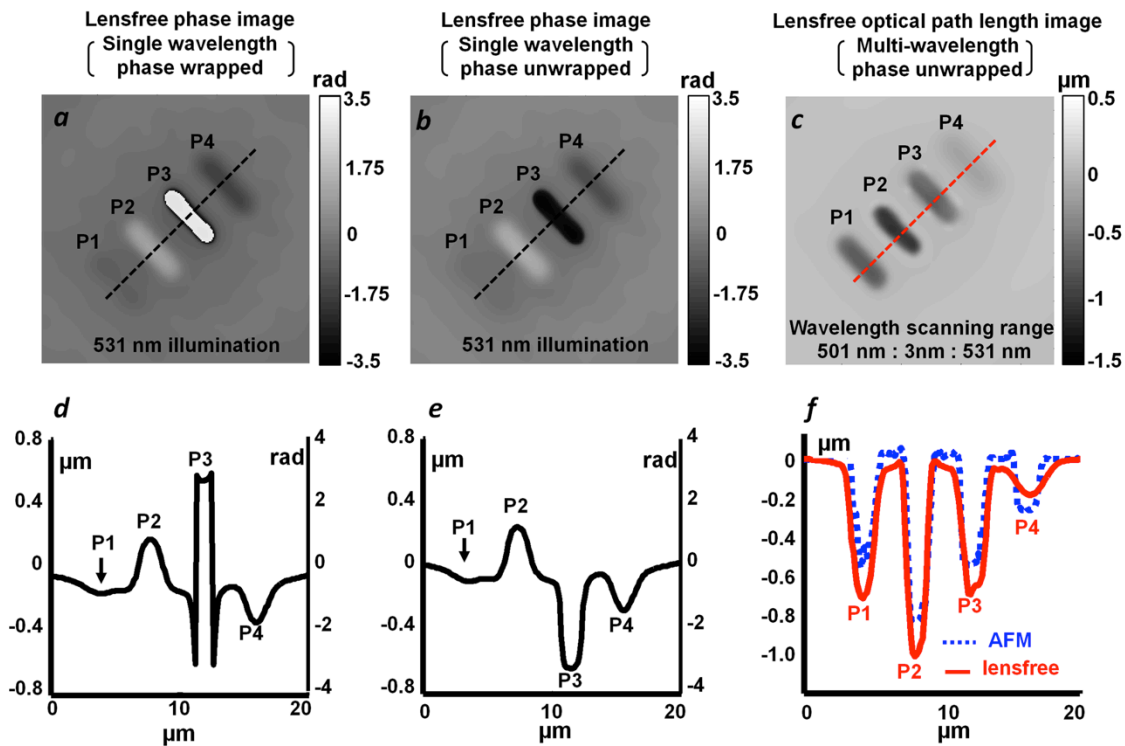 Lensfree phase image
Single wavelength
phase wrapped
rad
Lensfree phase image
Single wavelength
phase unwrapped
rad
Lensfree optical path length image
Multi-wavelength
phase unwrapped
µm
a
P1
P2
P3
P4
531 nm illumination
3.5
1.75
0
-1.75
-3.5
b
P1
P2
P3
P4
531 nm illumination
3.5
1.75
0
-1.75
-3.5
c
P1
P2
P3
P4
Wavelength scanning range
501 nm : 3nm : 531 nm
0.5
0
-0.5
-1
-1.5
d
0.8
0.4
0
-0.4
-0.8
µm
P1
P2
P3
P4
rad
4
2
0
-2
-4
0
10
20
µm
e
0.8
0.4
0
-0.4
-0.8
µm
P1
P2
P3
P4
rad
4
2
0
-2
-4
0
10
20
µm
f
µm
0
-0.2
-0.4
-0.6
-0.8
-1.0
P1
P2
P3
P4
AFM
lensfree
0
10
20
µm